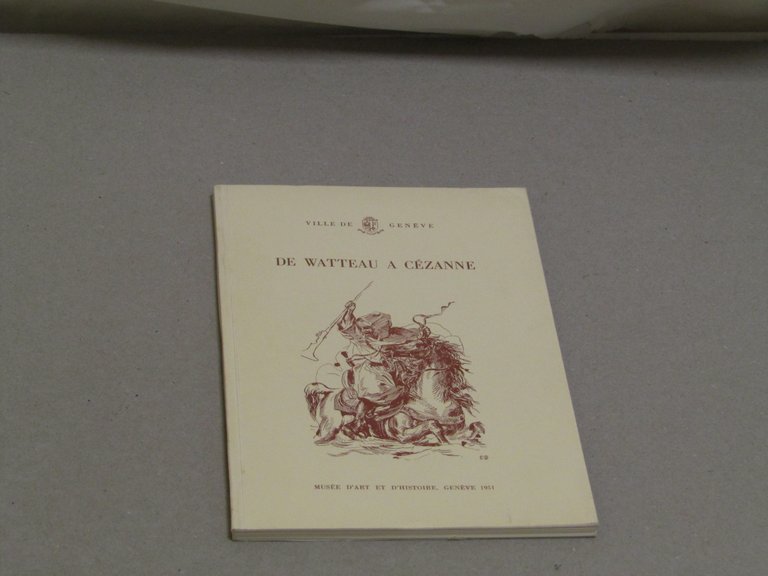 VILLE DE GENÈVE
DE WATTEAU A CÉZANNE
MUSÉE D'ART ET D'HISTOIRE, GENÈVE 1951